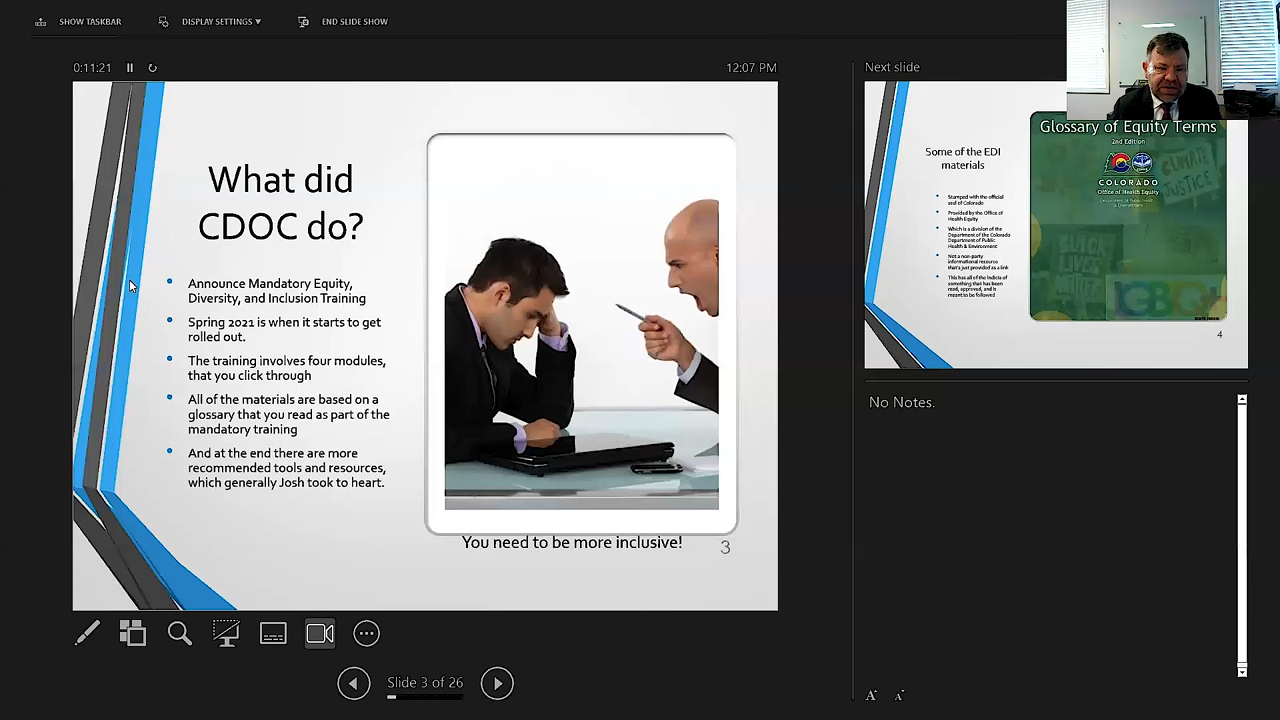 SHOW TASKBAR
DISPLAY SETTINGS
END SLIDE SHOW
0:11:21
12:07 PM
What did
CDOC do?
Announce Mandatory Equity,
Diversity, and Inclusion Training
Spring 2021 is when it starts to get
rolled out.
The training involves four modules,
that you click through
All of the materials are based on a
glossary that you read as part of the
mandatory training
And at the end there are more
recommended tools and resources,
which generally Josh took to heart.
You need to be more inclusive!
3
Slide 3 of 26
Next slide
Some of the EDI
materials
Stamped with the official
seal of Colorado
Provided by the Office of
Health Equity
Which is a division of the
Department of the Colorado
Department of Public
Health & Environment
Not a non-party
informational resource
that's just provided as a link
This has all of the indicia of
something that has been
read, approved, and is
meant to be followed
Glossary of Equity Terms
2nd Edition
COLORADO
Office of Health Equity
Department of Public Health
& Environment
CLIMATE
JUSTICE
BLACK
LIVES
4
No Notes.
A
A